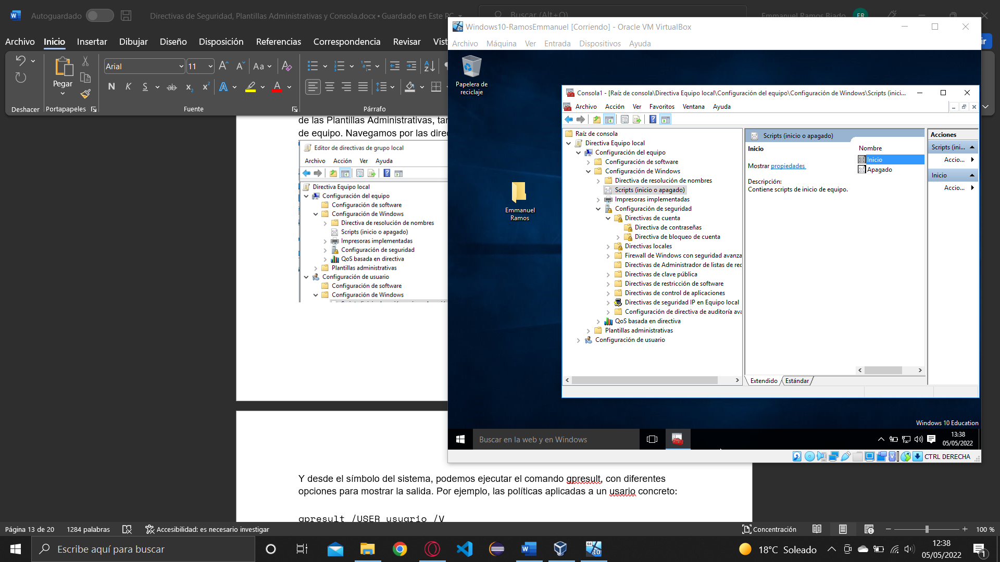 Autoguardado
Directivas de Seguridad, Plantillas Administrativas y Consola.docx • Guardado en Este PC
Buscar (Alt+Q)
Emmanuel Ramos Biado
ER
Archivo Inicio Insertar Dibujar Diseño Disposición Referencias Correspondencia Revisar Vist
Arial
11
Aa
Pegar
N K S ab x₂ x² A A
Deshacer
Portapapeles
Fuente
Párrafo
de las Plantillas Administrativas, tar
de equipo. Navegamos por las direc
Editor de directivas de grupo local
Archivo Acción Ver Ayuda
Directiva Equipo local
Configuración del equipo
Configuración de software
Configuración de Windows
Directiva de resolución de nombres
Scripts (inicio o apagado)
Impresoras implementadas
Configuración de seguridad
QoS basada en directiva
Plantillas administrativas
Configuración de usuario
Configuración de software
Configuración de Windows
Y desde el símbolo del sistema, podemos ejecutar el comando gpresult, con diferentes
opciones para mostrar la salida. Por ejemplo, las políticas aplicadas a un usario concreto:
gpresult /USER usuario /V
Windows10-RamosEmmanuel [Corriendo] - Oracle VM VirtualBox
Archivo Máquina Ver Entrada Dispositivos Ayuda
ir
Papelera de
reciclaje
Emmanuel
Ramos
Consola1 - [Raíz de consola\Directiva Equipo local\Configuración del equipo\Configuración de Windows\Scripts (inici...
Archivo Acción Ver Favoritos Ventana Ayuda
Raíz de consola
Directiva Equipo local
Configuración del equipo
Configuración de software
Configuración de Windows
Directiva de resolución de nombres
Scripts (inicio o apagado)
Impresoras implementadas
Configuración de seguridad
Directivas de cuenta
Directiva de contraseñas
Directiva de bloqueo de cuenta
Directivas locales
Firewall de Windows con seguridad avanza
Directivas de Administrador de listas de rec
Directivas de clave pública
Directivas de restricción de software
Directivas de control de aplicaciones
Directivas de seguridad IP en Equipo local
Configuración de directiva de auditoría ava
QoS basada en directiva
Plantillas administrativas
Configuración de usuario
Scripts (inicio o apagado)
Inicio
Mostrar propiedades
Descripción:
Contiene scripts de inicio de equipo.
Nombre
Inicio
Apagado
Extendido
Estándar
Acciones
Scripts (ini...
Accio...
Inicio
Accio...
Windows 10 Education
Buscar en la web y en Windows
13:38
05/05/2022
CTRL DERECHA
Página 13 de 20
1284 palabras
Accesibilidad: es necesario investigar
Concentración
100 %
Escribe aquí para buscar
18°C Soleado
12:38
05/05/2022
1